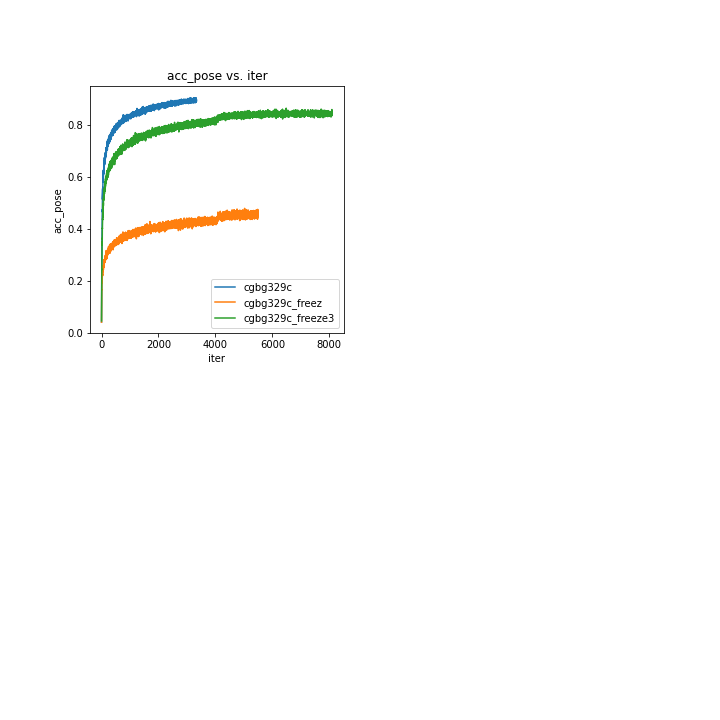 acc_pose vs. iter
acc_pose
0.8
0.6
0.4
0.2
0.0
cgbg329c
cgbg329c_freez
cgbg329c_freeze3
0 2000 4000 6000 8000
iter